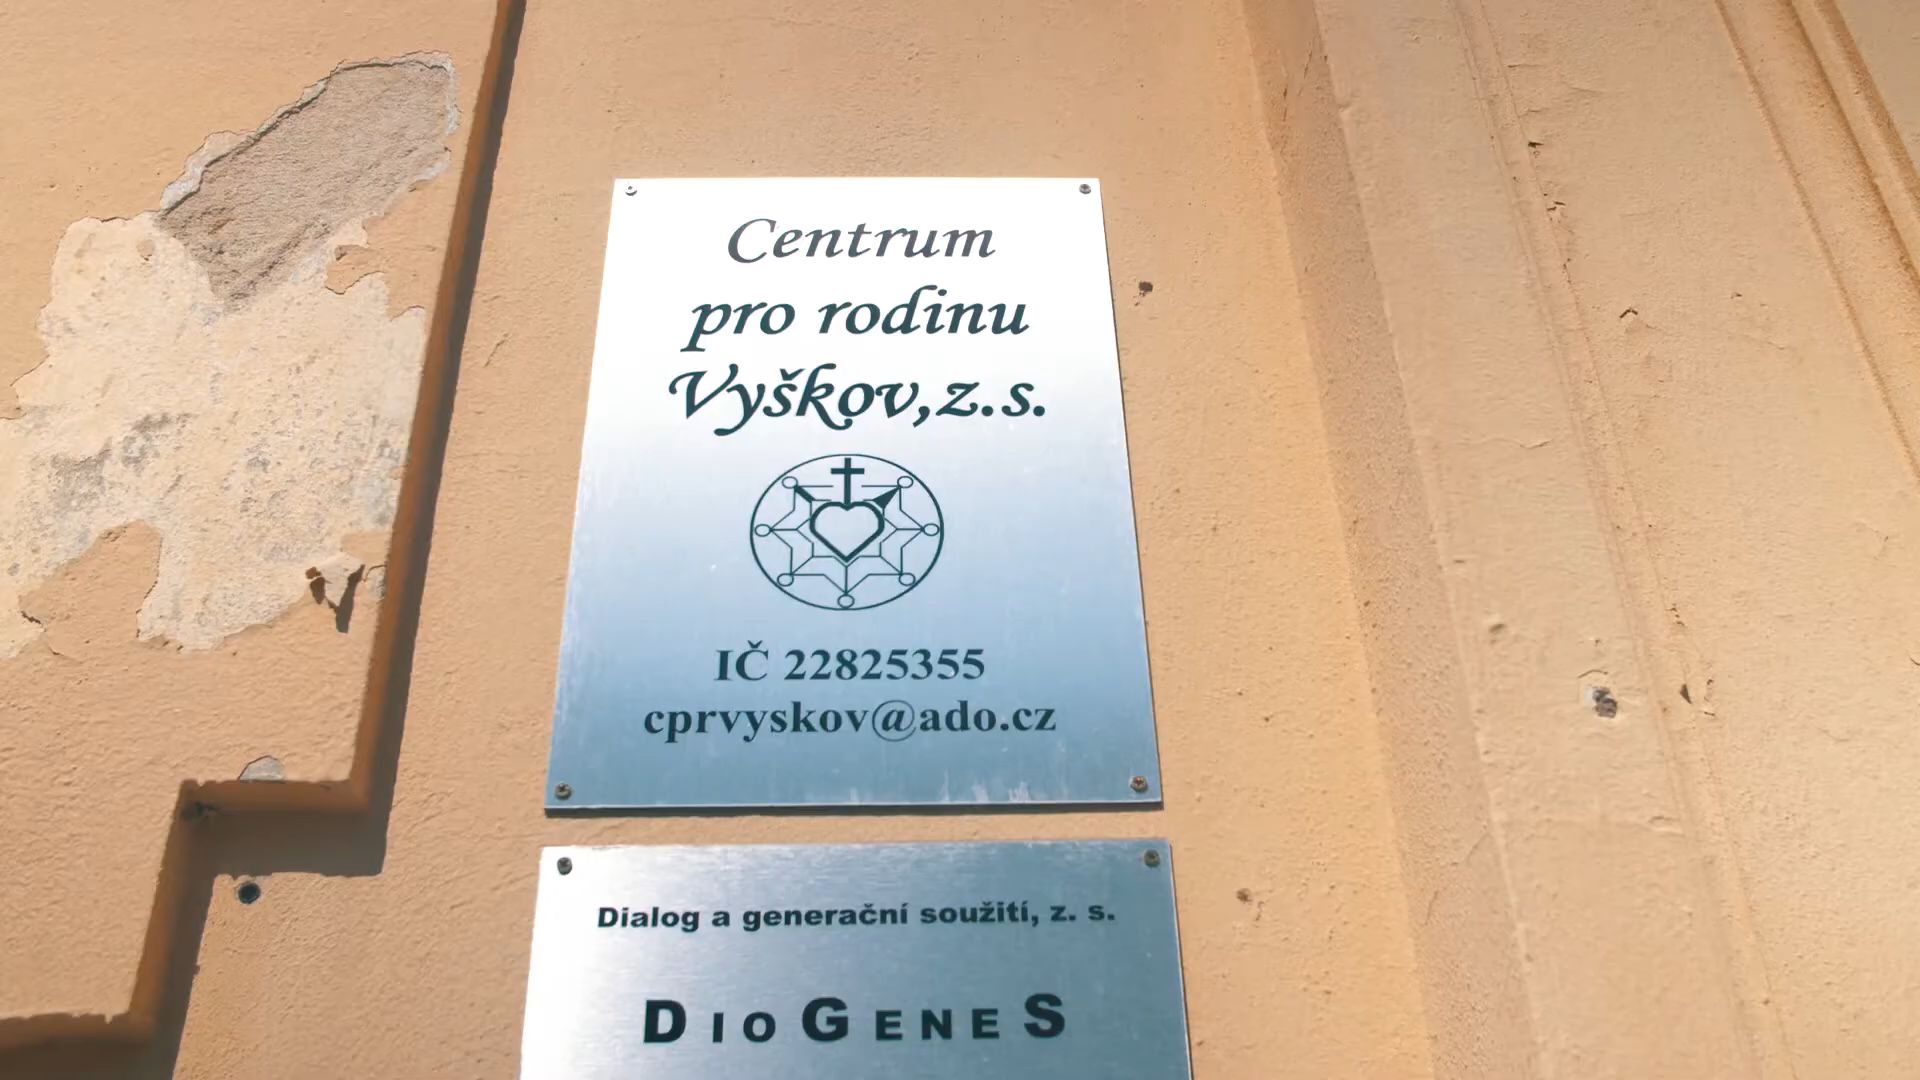 Centrum
pro rodinu
Vyškov,z.s.
IČ 22825355
cprvyskov@ado.cz
Dialog a generační soužití, z. s.
DIOGENES